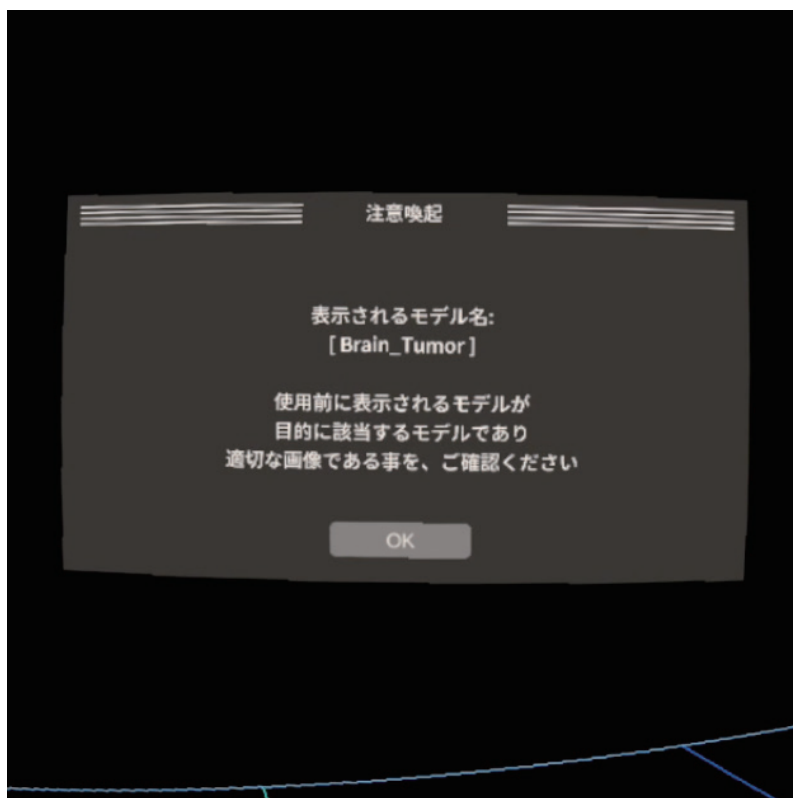 注意喚起
表示されるモデル名:
[Brain_Tumor]
使用前に表示されるモデルが
目的に該当するモデルであり
適切な画像である事を、ご確認ください
OK